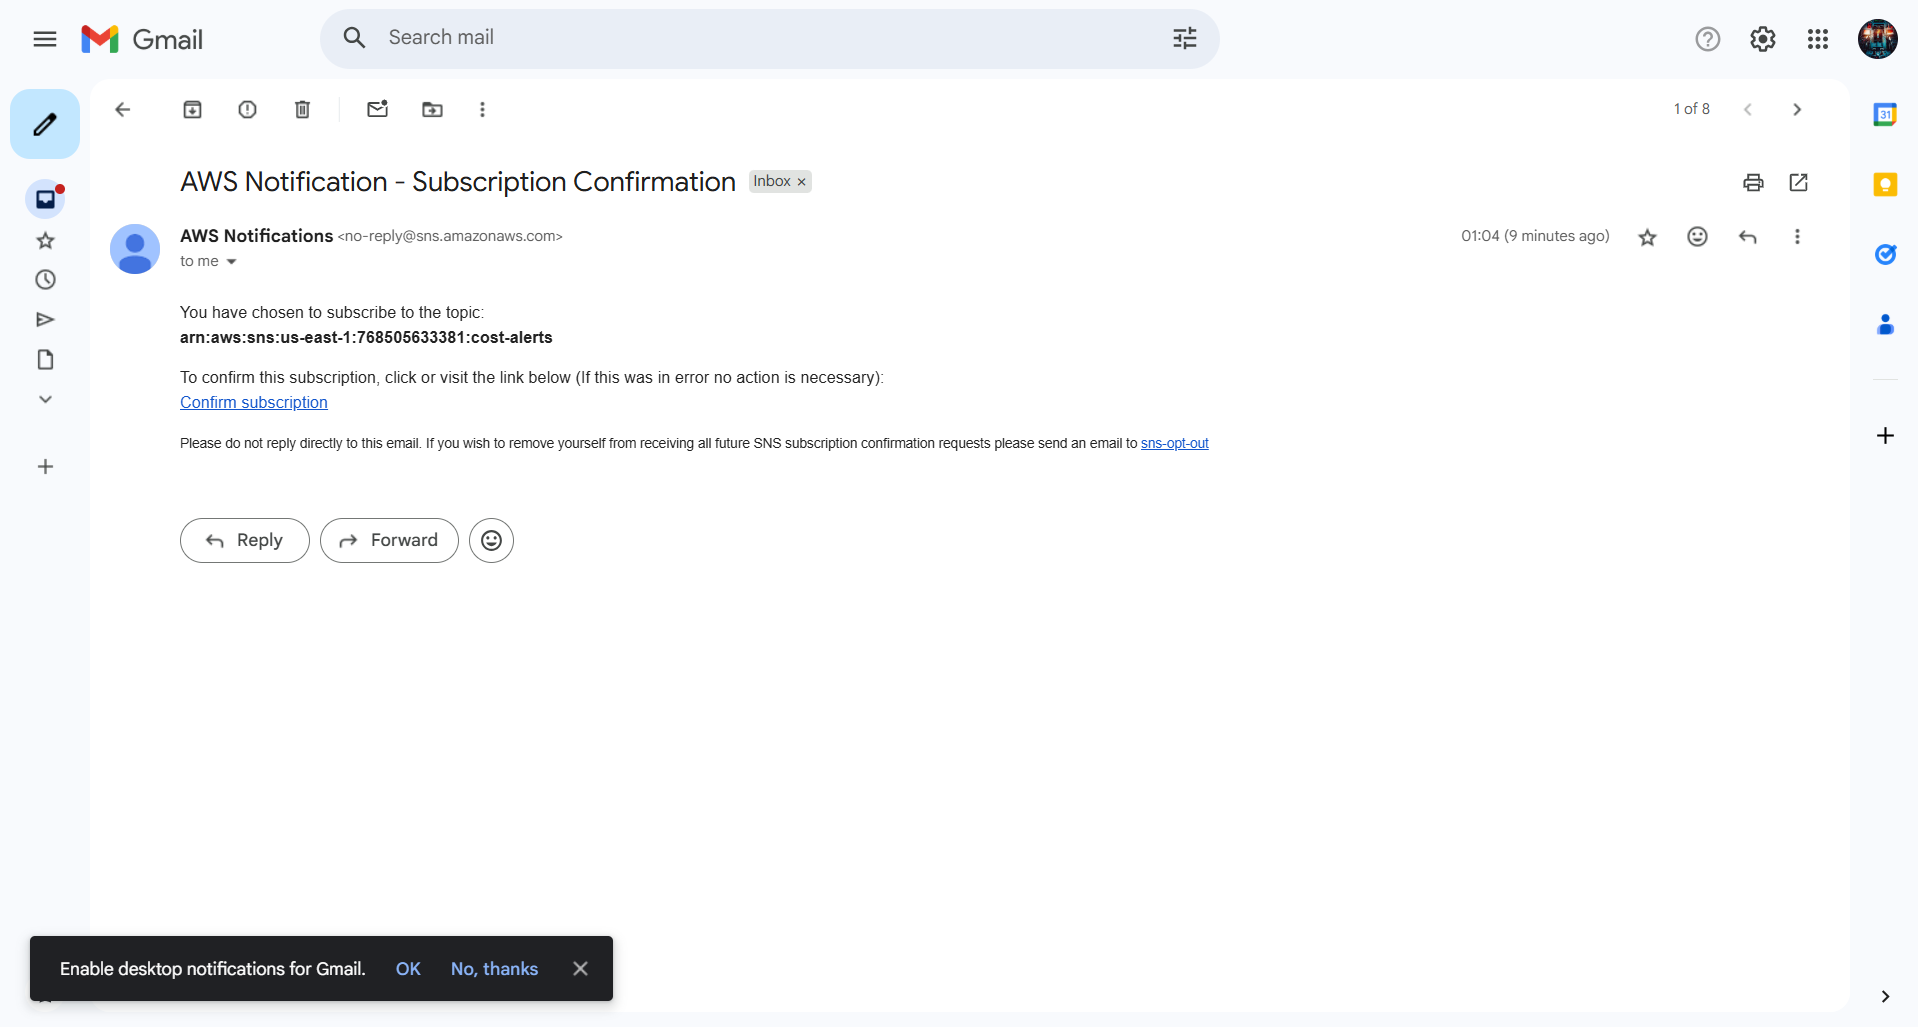 Gmail
Search mail
1 of 8
AWS Notification - Subscription Confirmation
Inbox ×
AWS Notifications <no-reply@sns.amazonaws.com>
01:04 (9 minutes ago)
to me
You have chosen to subscribe to the topic:
arn:aws:sns:us-east-1:768505633381:cost-alerts
To confirm this subscription, click or visit the link below (If this was in error no action is necessary):
Confirm subscription
Please do not reply directly to this email. If you wish to remove yourself from receiving all future SNS subscription confirmation requests please send an email to sns-opt-out
Reply
Forward
Enable desktop notifications for Gmail. OK No, thanks
31